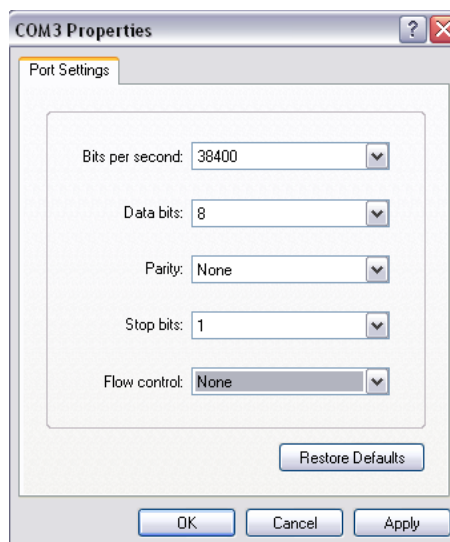 COM3 Properties
Port Settings
Bits per second: 38400
Data bits: 8
Parity: None
Stop bits: 1
Flow control: None
Restore Defaults
OK Cancel Apply